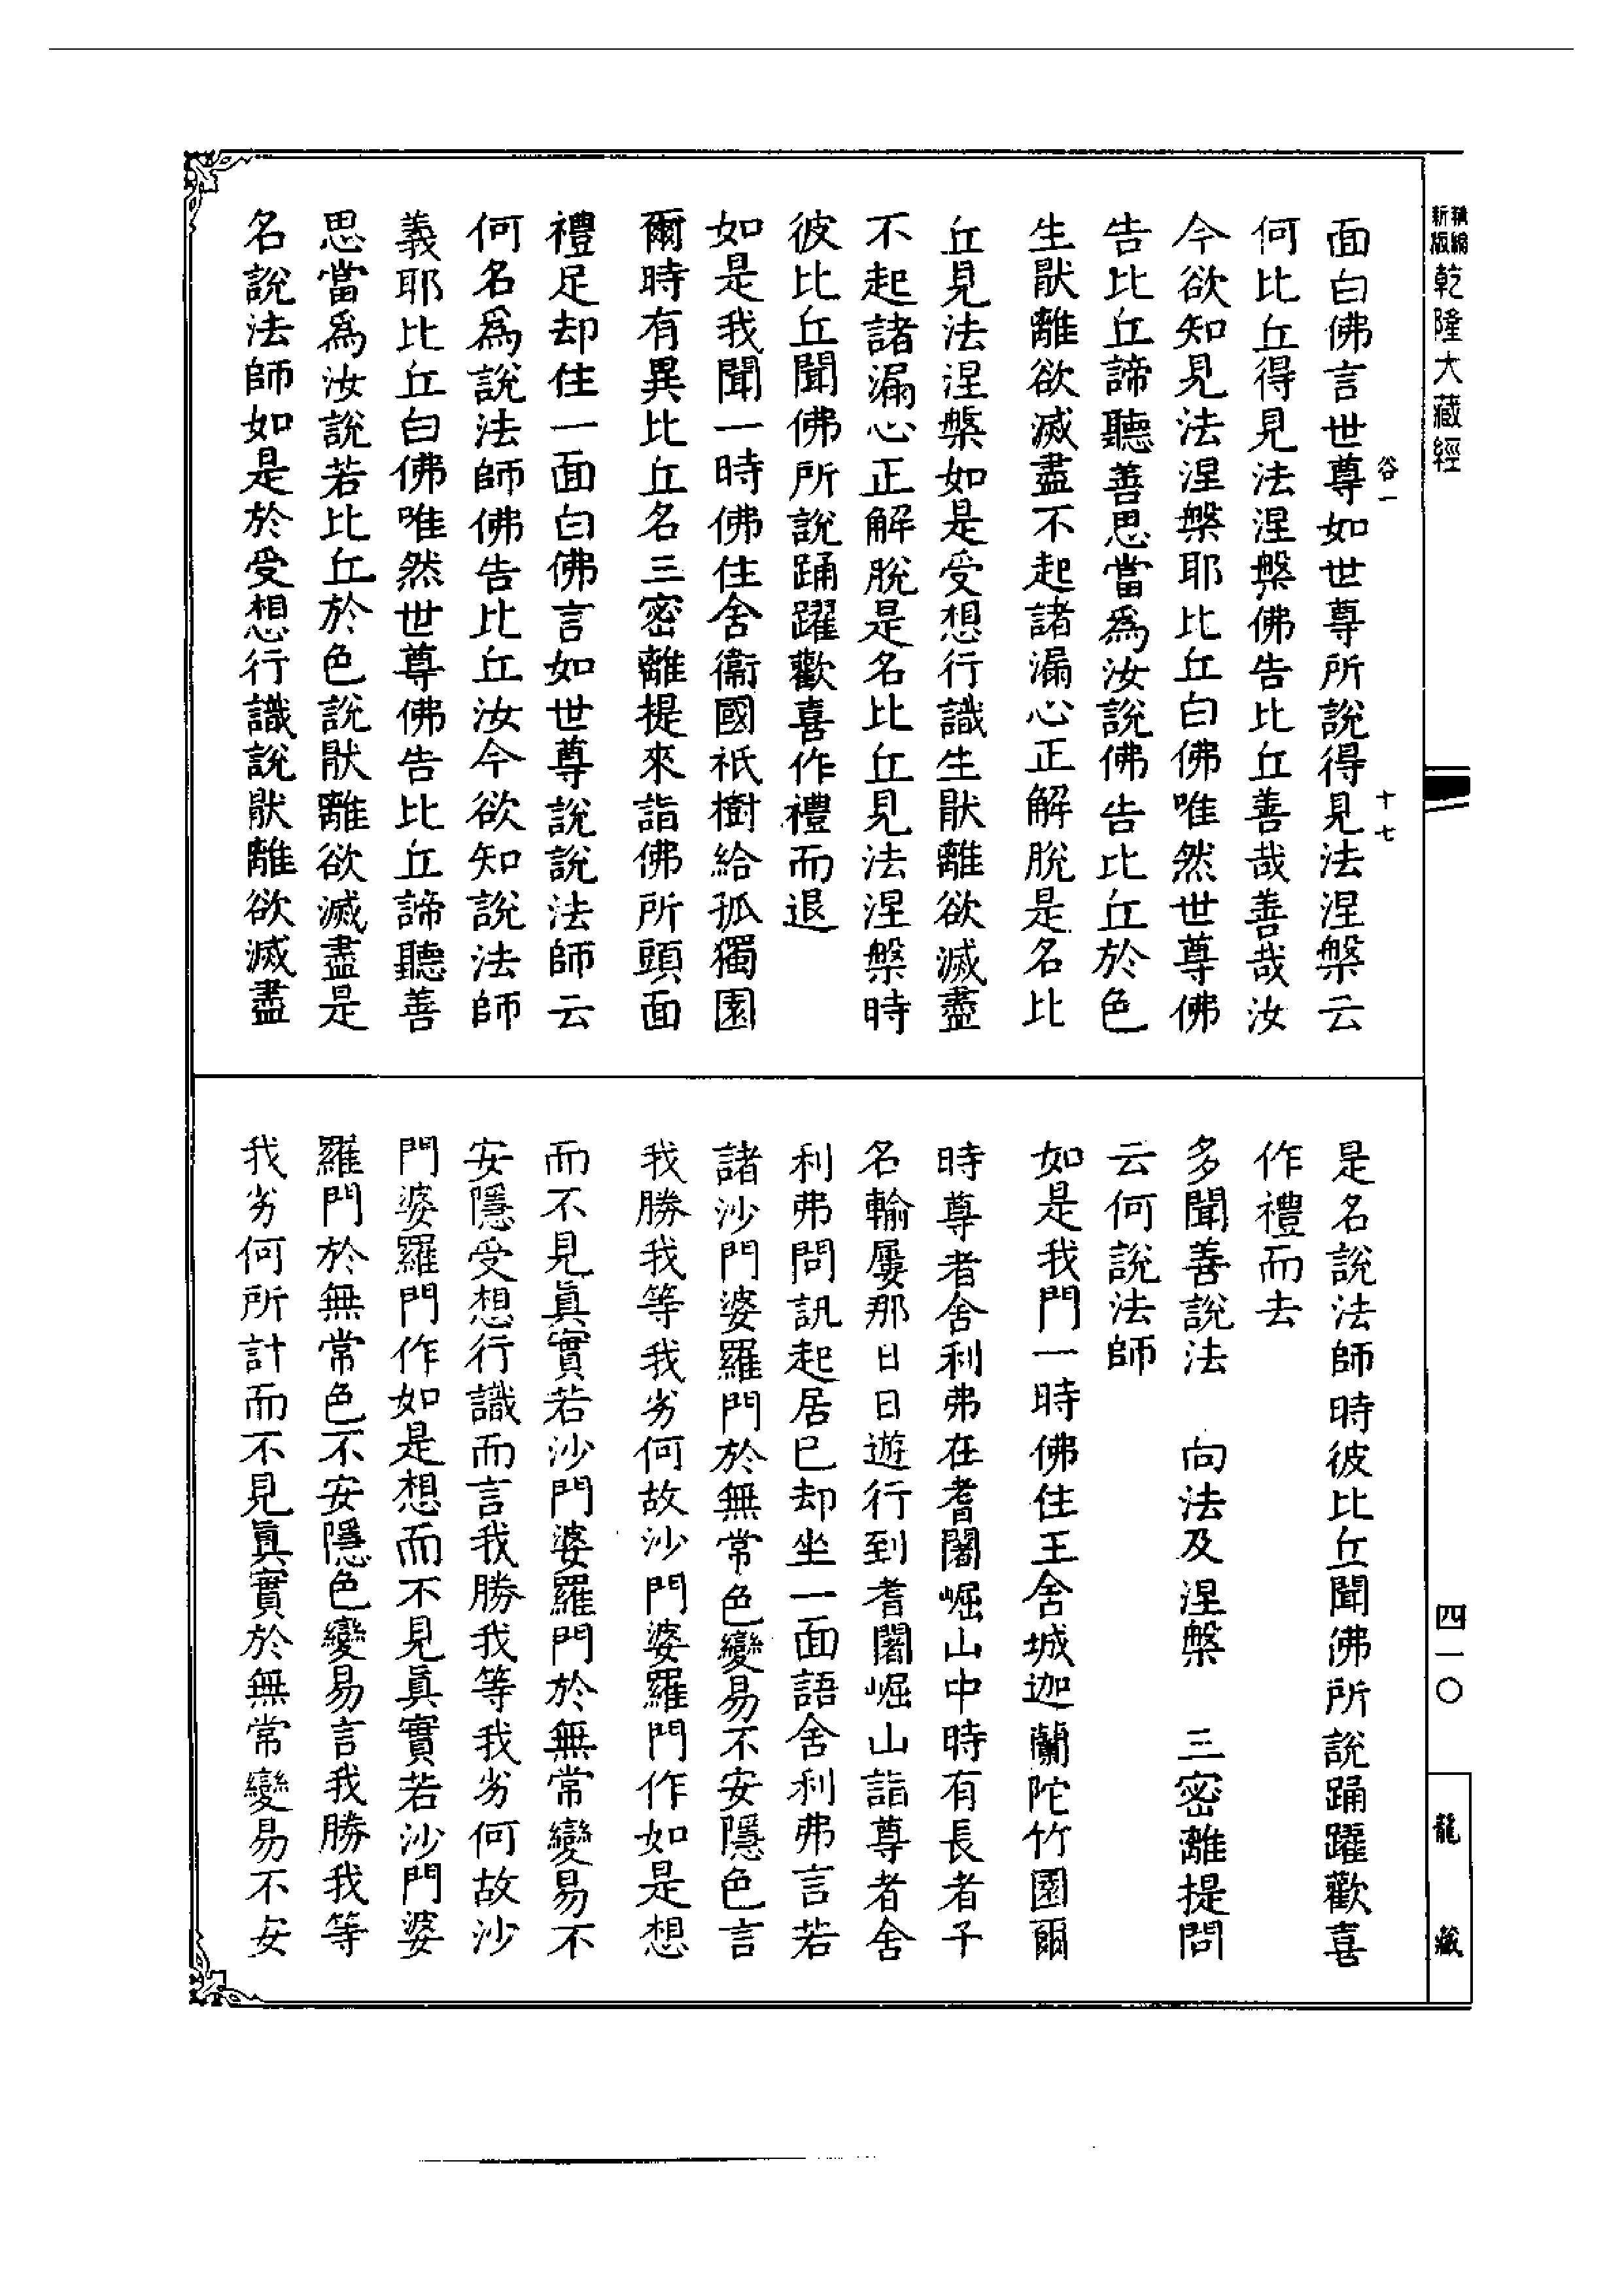 新編
新版
乾隆大藏經
四一〇
龍藏
谷一
十七
面白佛言世尊如世尊所說得見法涅槃云
何比丘得見法涅槃佛告比丘善哉善哉汝
今欲知見法涅槃耶比丘白佛唯然世尊佛
告比丘諦聽善思當爲汝說佛告比丘於色
生猒離欲滅盡不起諸漏心正解脫是名比
丘見法涅槃如是受想行識生猒離欲滅盡
不起諸漏心正解脫是名比丘見法涅槃時
彼比丘聞佛所說踊躍歡喜作禮而退
如是我聞一時佛住舍衞國祇樹給孤獨園
爾時有異比丘名三密離提來詣佛所頭面
禮足却住一面白佛言如世尊說說法師云
何名爲說法師佛告比丘汝今欲知說法師
義耶比丘白佛唯然世尊佛告比丘諦聽善
思當爲汝說若比丘於色說猒離欲滅盡是
名說法師如是於受想行識說猒離欲滅盡
是名說法師時彼比丘聞佛所說踊躍歡喜
作禮而去
多聞善說法　向法及涅槃　三密離提問
云何說法師
如是我門一時佛住王舍城迦蘭陀竹園爾
時尊者舍利弗在耆闍崛山中時有長者子
名輸屢那日日遊行到耆闍崛山詣尊者舍
利弗問訊起居已却坐一面語舍利弗言若
諸沙門婆羅門於無常色變易不安隱色言
我勝我等我劣何故沙門婆羅門作如是想
而不見眞實若沙門婆羅門於無常變易不
安隱受想行識而言我勝我等我劣何故沙
門婆羅門作如是想而不見眞實若沙門婆
羅門於無常色不安隱色變易言我勝我等
我劣何所計而不見眞實於無常變易不安